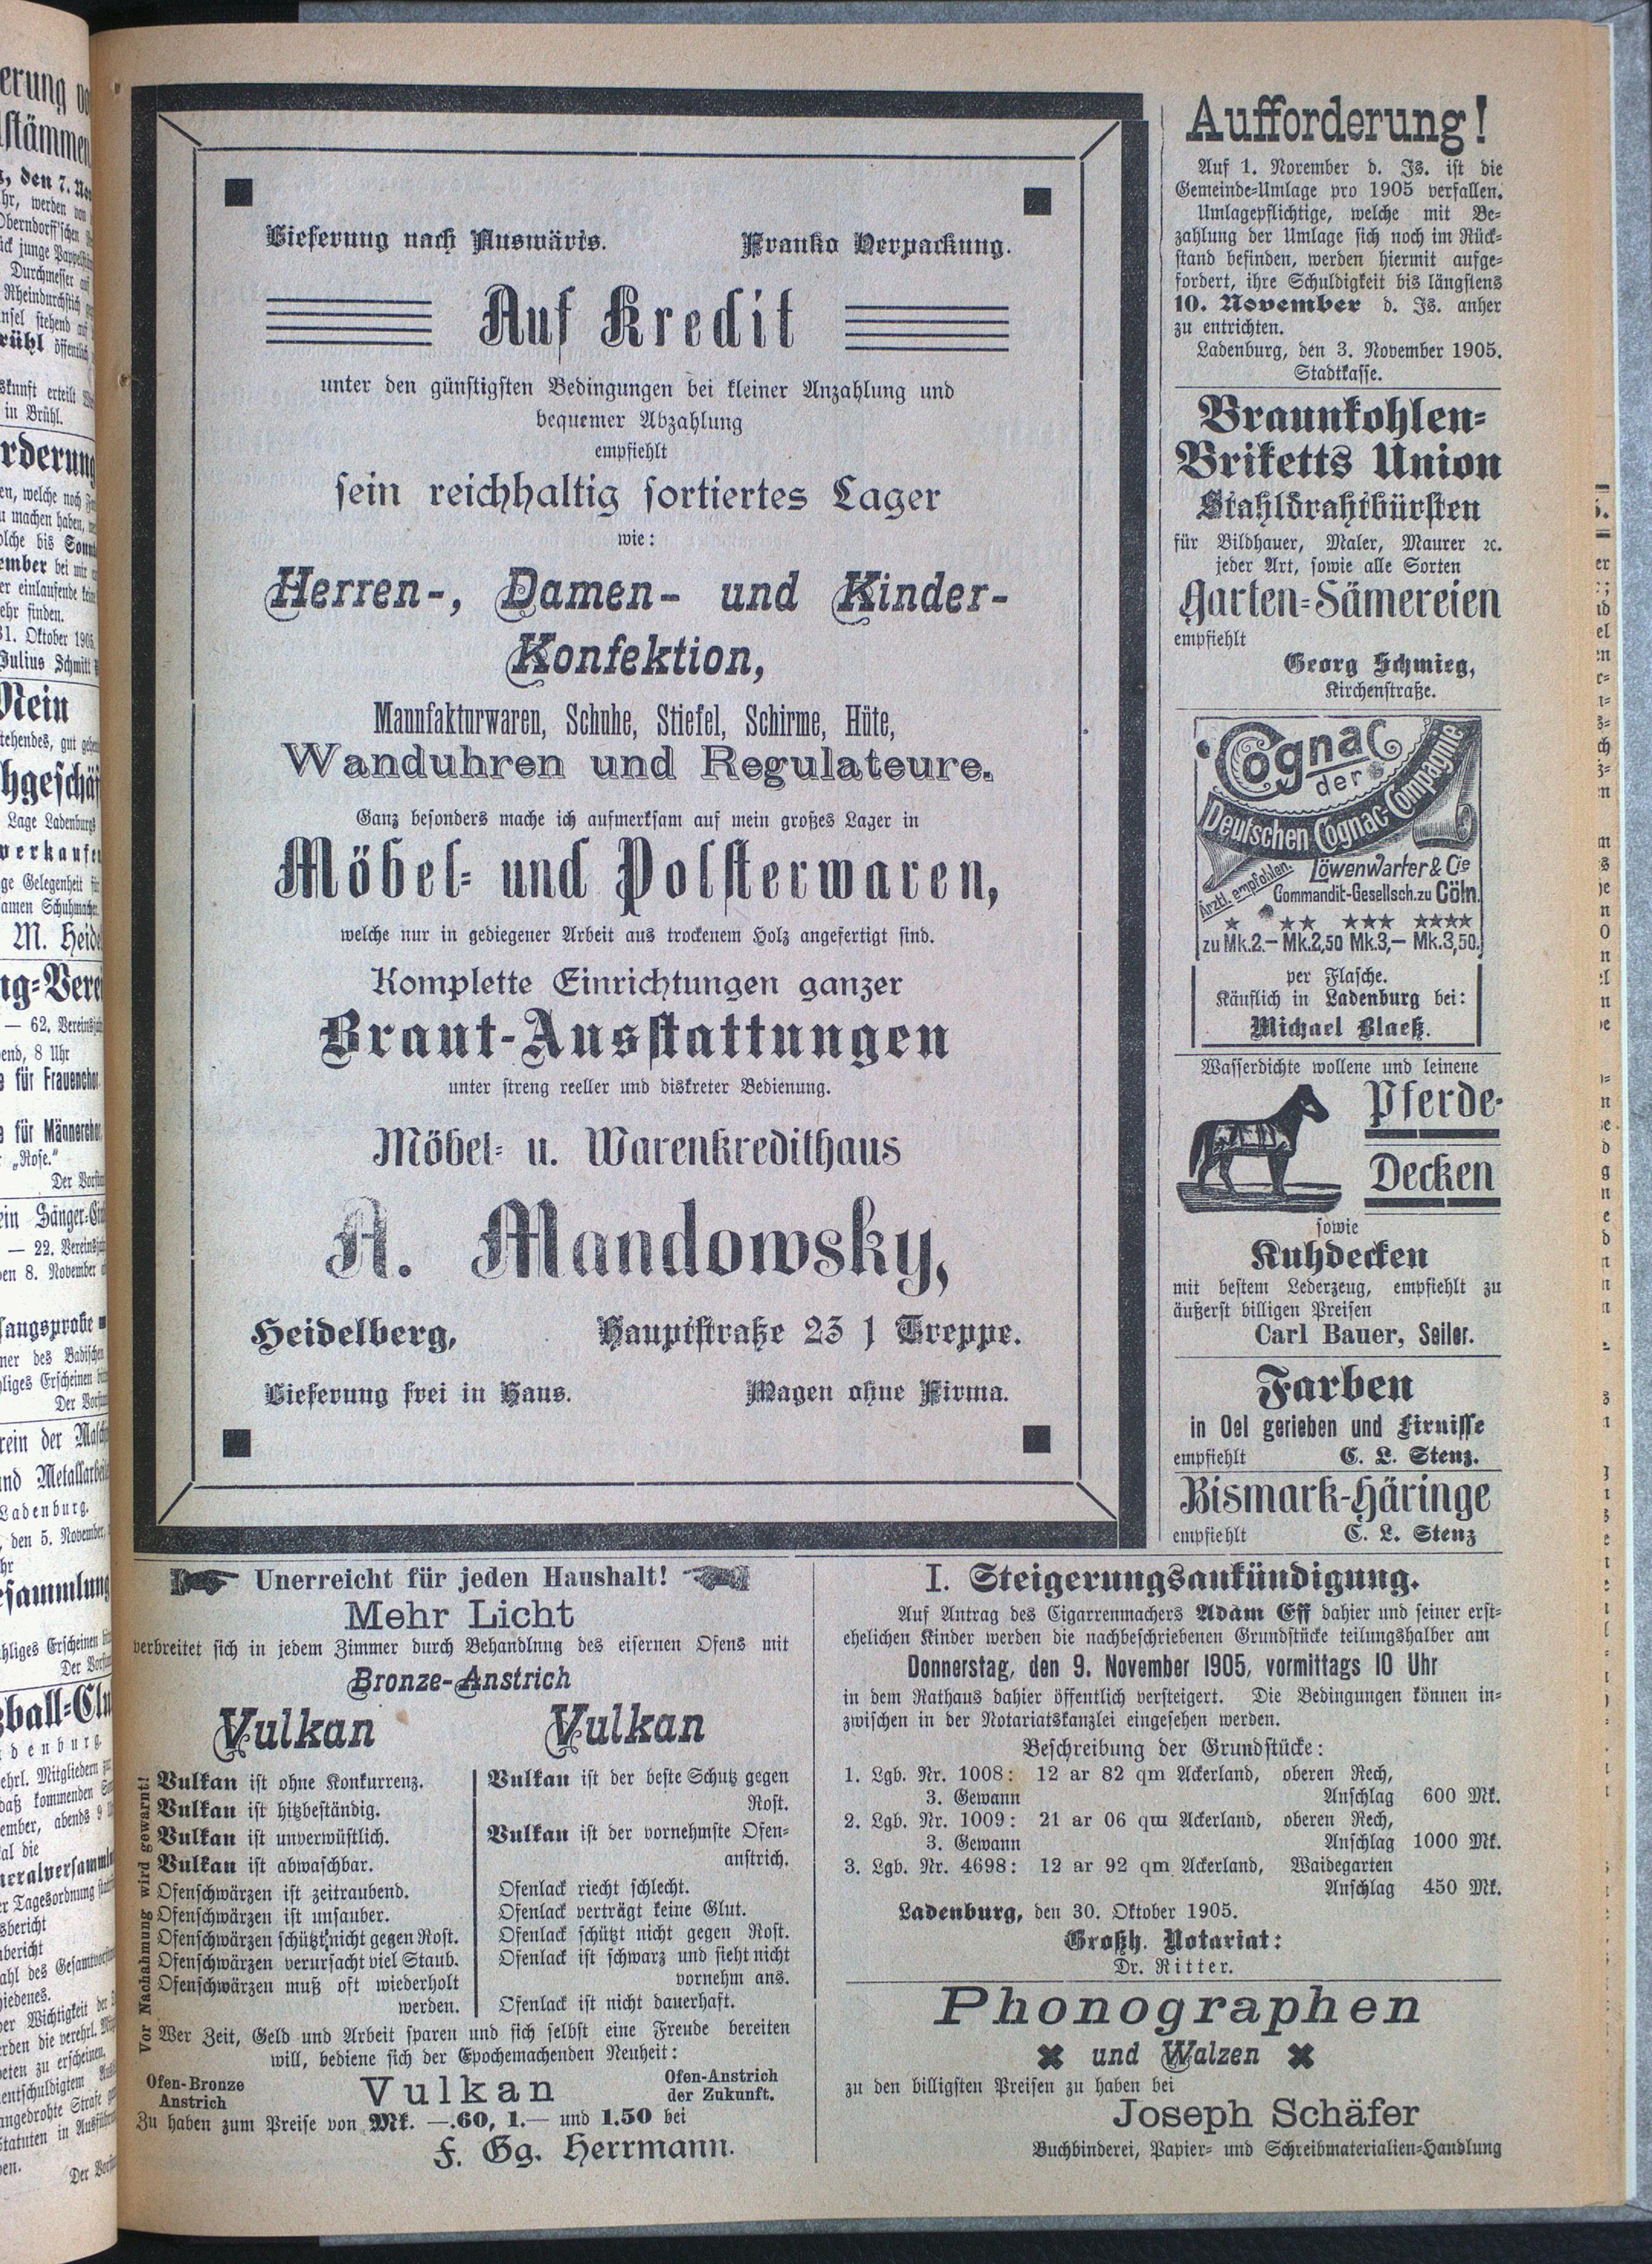 Lieferung nach Auswärts. Franko Verpackung.
Auf Kredit
unter den günstigsten Bedingungen bei kleiner Anzahlung und
bequemer Abzahlung
empfiehlt
sein reichhaltig sortiertes Lager
wie:
Herren-, Damen- und Kinder-
Konfektion,
Mannfakturwaren, Schuhe, Stiefel, Schirme, Hüte,
Wanduhren und Regulateure.
Ganz besonders mache ich aufmerksam auf mein großes Lager in
Möbel- und Polsterwaren,
welche nur in gediegener Arbeit aus trockenem Holz angefertigt sind.
Komplette Einrichtungen ganzer
Braut-Ausstattungen
unter streng reeller und diskreter Bedienung.
Möbel- u. Warenkredithaus
A. Mandowsky,
Heidelberg, Hauptstraße 23 1 Treppe.
Lieferung frei in Haus. Wagen ohne Firma.
Aufforderung!
Auf 1. November d. Js. ist die
Gemeinde-Umlage pro 1905 verfallen.
Umlagepflichtige, welche mit Be-
zahlung der Umlage sich noch im Rück-
stand befinden, werden hiermit aufge-
fordert, ihre Schuldigkeit bis längstens
10. November d. Js. anher
zu entrichten.
Ladenburg, den 3. November 1905.
Stadtkasse.
Braunkohlen-
Briketts Union
Stahldrahtbürsten
für Bildhauer, Maler, Maurer ꝛc.
jeder Art, sowie alle Sorten
Garten-Sämereien
empfiehlt
Georg Schmieg,
Kirchenstraße.
Cognac
der
Deutschen Cognac-Compagnie
Ärztl. empfohlen. Löwenwarter & Cie
Commandit-Gesellsch. zu Cöln.
★ ★★ ★★★ ★★★★
zu Mk. 2.— Mk. 2,50 Mk. 3,— Mk. 3,50.
per Flasche.
Käuflich in Ladenburg bei:
Michael Blaeß.
Wasserdichte wollene und leinene
Pferde-
Decken
sowie
Kuhdecken
mit bestem Lederzeug, empfiehlt zu
äußerst billigen Preisen
Carl Bauer, Seiler.
Farben
in Oel gerieben und Firnisse
empfiehlt C. L. Stenz.
Bismark-Häringe
empfiehlt C. L. Stenz
Unerreicht für jeden Haushalt!
Mehr Licht
verbreitet sich in jedem Zimmer durch Behandlnng des eisernen Ofens mit
Bronze-Anstrich
Vulkan Vulkan
Vor Nachahmung wird gewarnt!
Vulkan ist ohne Konkurrenz.
Vulkan ist hitzbeständig.
Vulkan ist unverwüstlich.
Vulkan ist abwaschbar.
Ofenschwärzen ist zeitraubend.
Ofenschwärzen ist unsauber.
Ofenschwärzen schützt nicht gegen Rost.
Ofenschwärzen verursacht viel Staub.
Ofenschwärzen muß oft wiederholt
werden.
Vulkan ist der beste Schutz gegen
Rost.
Vulkan ist der vornehmste Ofen-
anstrich.
Ofenlack riecht schlecht.
Ofenlack verträgt keine Glut.
Ofenlack schützt nicht gegen Rost.
Ofenlack ist schwarz und sieht nicht
vornehm ans.
Ofenlack ist nicht dauerhaft.
Wer Zeit, Geld und Arbeit sparen und sich selbst eine Freude bereiten
will, bediene sich der Epochemachenden Neuheit:
Ofen-Bronze
Anstrich
Vulkan
Ofen-Anstrich
der Zukunft.
Zu haben zum Preise von Mk. —.60, 1.— und 1.50 bei
F. Gg. Herrmann.
I. Steigerungsankündigung.
Auf Antrag des Cigarrenmachers Adam Eff dahier und seiner erst-
ehelichen Kinder werden die nachbeschriebenen Grundstücke teilungshalber am
Donnerstag, den 9. November 1905, vormittags 10 Uhr
in dem Rathaus dahier öffentlich versteigert. Die Bedingungen können in-
zwischen in der Notariatskanzlei eingesehen werden.
Beschreibung der Grundstücke:
1. Lgb. Nr. 1008: 12 ar 82 qm Ackerland, oberen Rech,
3. Gewann Anschlag 600 Mk.
2. Lgb. Nr. 1009: 21 ar 06 qm Ackerland, oberen Rech,
3. Gewann Anschlag 1000 Mk.
3. Lgb. Nr. 4698: 12 ar 92 qm Ackerland, Waidegarten
Anschlag 450 Mk.
Ladenburg, den 30. Oktober 1905.
Großh. Notariat:
Dr. Ritter.
Phonographen
und Walzen
zu den billigsten Preisen zu haben bei
Joseph Schäfer
Buchbinderei, Papier- und Schreibmaterialien-Handlung